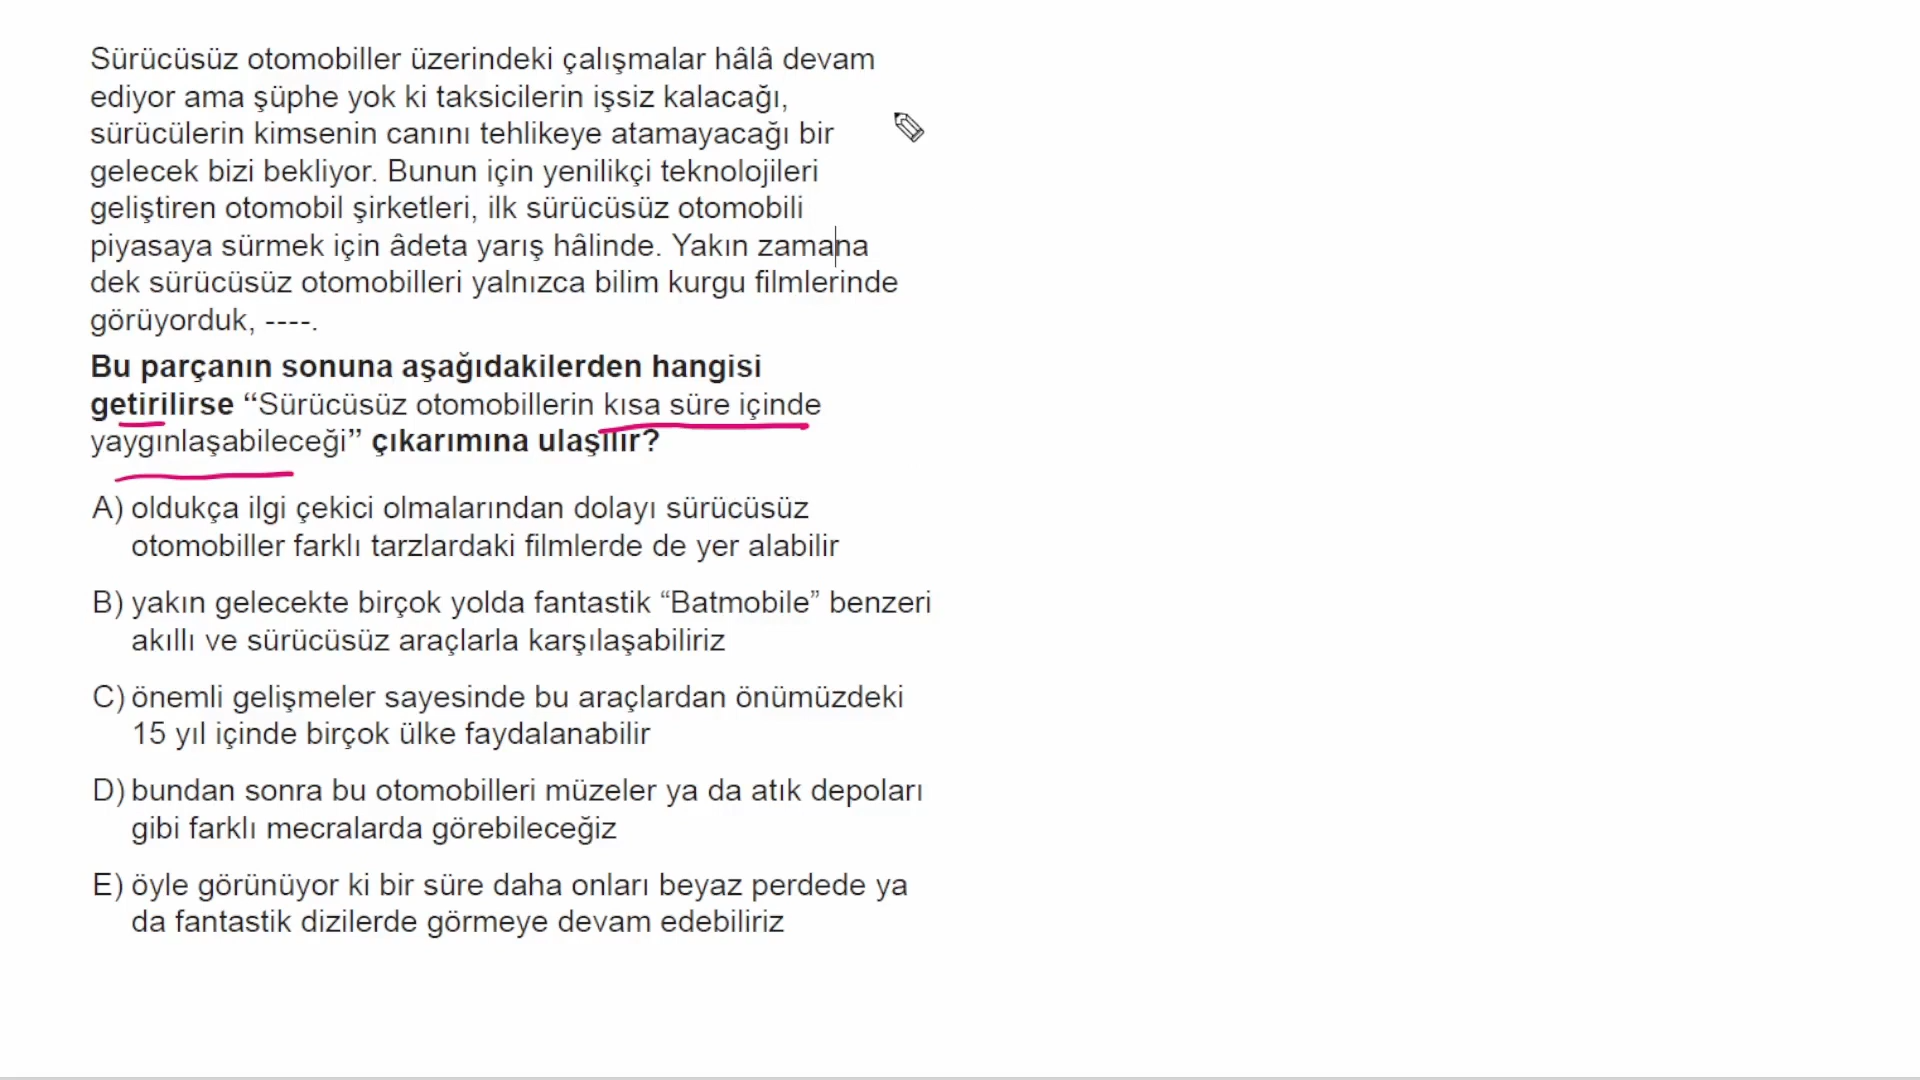 Sürücüsüz otomobiller üzerindeki çalışmalar hâlâ devam
ediyor ama şüphe yok ki taksicilerin işsiz kalacağı,
sürücülerin kimsenin canını tehlikeye atamayacağı bir
gelecek bizi bekliyor. Bunun için yenilikçi teknolojileri
geliştiren otomobil şirketleri, ilk sürücüsüz otomobili
piyasaya sürmek için âdeta yarış hâlinde. Yakın zamana
dek sürücüsüz otomobilleri yalnızca bilim kurgu filmlerinde
görüyorduk, ----.
Bu parçanın sonuna aşağıdakilerden hangisi
getirilirse “Sürücüsüz otomobillerin kısa süre içinde
yaygınlaşabileceği” çıkarımına ulaşılır?
A) oldukça ilgi çekici olmalarından dolayı sürücüsüz
otomobiller farklı tarzlardaki filmlerde de yer alabilir
B) yakın gelecekte birçok yolda fantastik “Batmobile” benzeri
akıllı ve sürücüsüz araçlarla karşılaşabiliriz
C) önemli gelişmeler sayesinde bu araçlardan önümüzdeki
15 yıl içinde birçok ülke faydalanabilir
D) bundan sonra bu otomobilleri müzeler ya da atık depoları
gibi farklı mecralarda görebileceğiz
E) öyle görünüyor ki bir süre daha onları beyaz perdede ya
da fantastik dizilerde görmeye devam edebiliriz